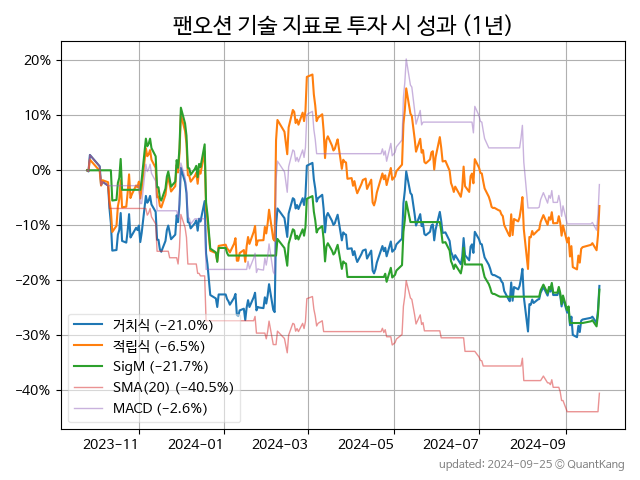 팬오션 기술 지표로 투자 시 성과 (1년)
20%
10%
0%
−10%
−20%
−30%
−40%
거치식 (−21.0%)
적립식 (−6.5%)
SigM (−21.7%)
SMA(20) (−40.5%)
MACD (−2.6%)
2023−11
2024−01
2024−03
2024−05
2024−07
2024−09
updated: 2024-09-25 © QuantKang